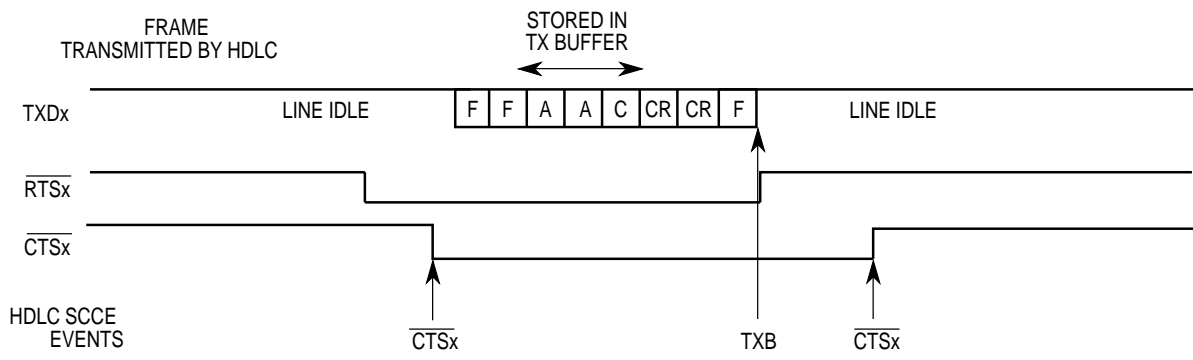 FRAME
TRANSMITTED BY HDLC
STORED IN
TX BUFFER
TXDx
LINE IDLE
F F A A C CR CR F
LINE IDLE
RTSx
CTSx
HDLC SCCE
EVENTS
CTSx
TXB
CTSx